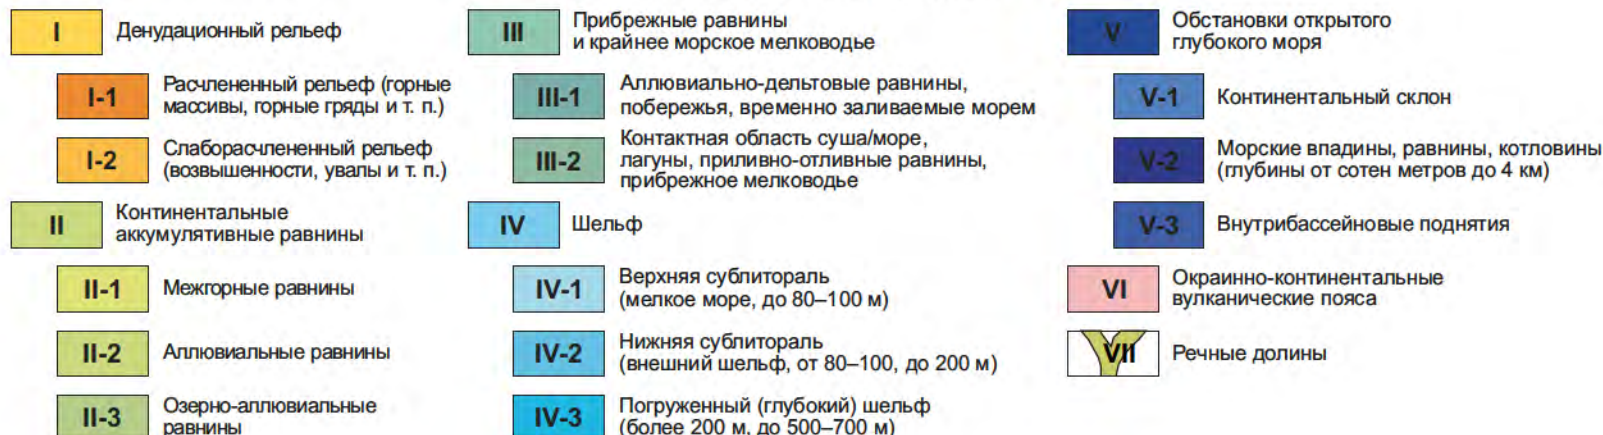 I
Денудационный рельеф
I-1
Расчлененный рельеф (горные
массивы, горные гряды и т. п.)
I-2
Слаборасчлененный рельеф
(возвышенности, увалы и т. п.)
II
Континентальные
аккумулятивные равнины
II-1
Межгорные равнины
II-2
Аллювиальные равнины
II-3
Озерно-аллювиальные
равнины
III
Прибрежные равнины
и крайнее морское мелководье
III-1
Аллювиально-дельтовые равнины,
побережья, временно заливаемые морем
III-2
Контактная область суша/море,
лагуны, приливно-отливные равнины,
прибрежное мелководье
IV
Шельф
IV-1
Верхняя сублитораль
(мелкое море, до 80–100 м)
IV-2
Нижняя сублитораль
(внешний шельф, от 80–100, до 200 м)
IV-3
Погруженный (глубокий) шельф
(более 200 м, до 500–700 м)
V
Обстановки открытого
глубокого моря
V-1
Континентальный склон
V-2
Морские впадины, равнины, котловины
(глубины от сотен метров до 4 км)
V-3
Внутрибассейновые поднятия
VI
Окраинно-континентальные
вулканические пояса
VII
Речные долины